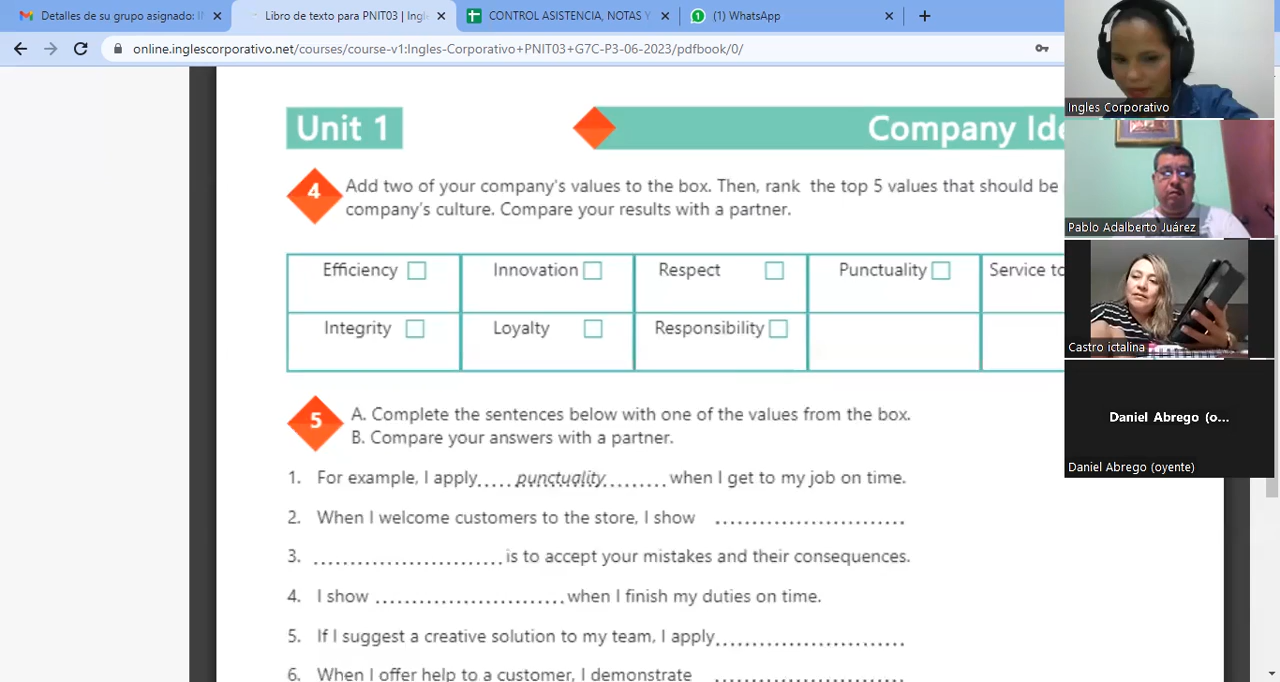 Detalles de su grupo asignado: IN
Libro de texto para PNIT03 | Ingl
CONTROL ASISTENCIA, NOTAS Y
(1) WhatsApp
online.inglescorporativo.net/courses/course-v1:Ingles-Corporativo+PNIT03+G7C-P3-06-2023/pdfbook/0/
Unit 1
Company Ide
4 Add two of your company's values to the box. Then, rank the top 5 values that should be
company's culture. Compare your results with a partner.
Efficiency Innovation Respect Punctuality Service to
Integrity Loyalty Responsibility
5 A. Complete the sentences below with one of the values from the box.
B. Compare your answers with a partner.
1. For example, I apply.....punctuality.........when I get to my job on time.
2. When I welcome customers to the store, I show ..........................
3. ..........................is to accept your mistakes and their consequences.
4. I show ..........................when I finish my duties on time.
5. If I suggest a creative solution to my team, I apply..........................
6. When I offer help to a customer, I demonstrate ..........................
Ingles Corporativo
Pablo Adalberto Juárez
Castro ictalina
Daniel Abrego (o...
Daniel Abrego (oyente)